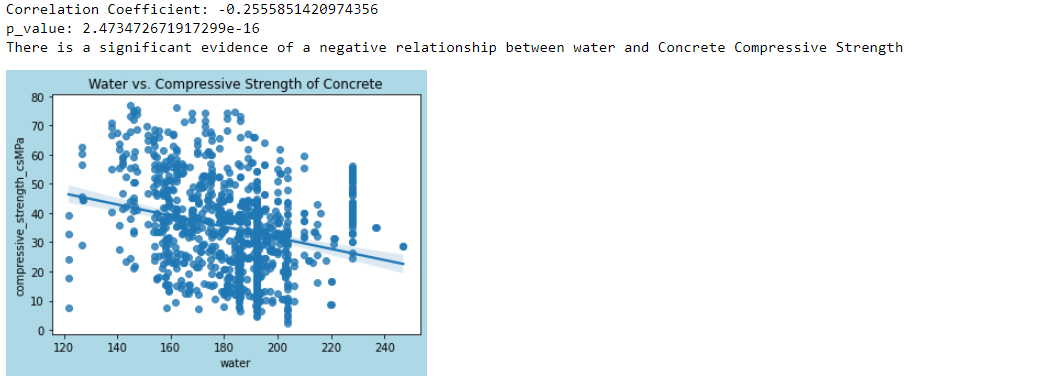 Correlation Coefficient: -0.2555851420974356
p_value: 2.473472671917299e-16
There is a significant evidence of a negative relationship between water and Concrete Compressive Strength
Water vs. Compressive Strength of Concrete
80
70
60
50
40
30
20
10
0
compressive_strength_csMPa
120 140 160 180 200 220 240
water